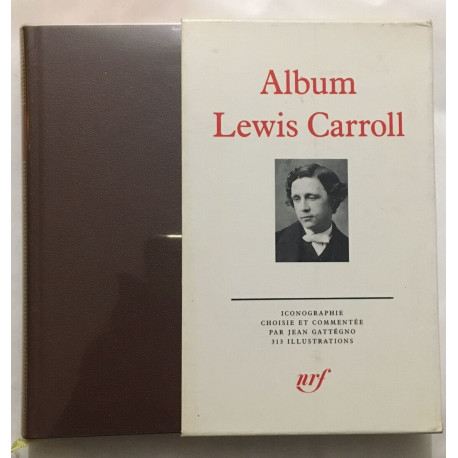 Album
Lewis Carroll
ICONOGRAPHIE
CHOISIE ET COMMENTÉE
PAR JEAN GATTÉGNO
313 ILLUSTRATIONS
nrf